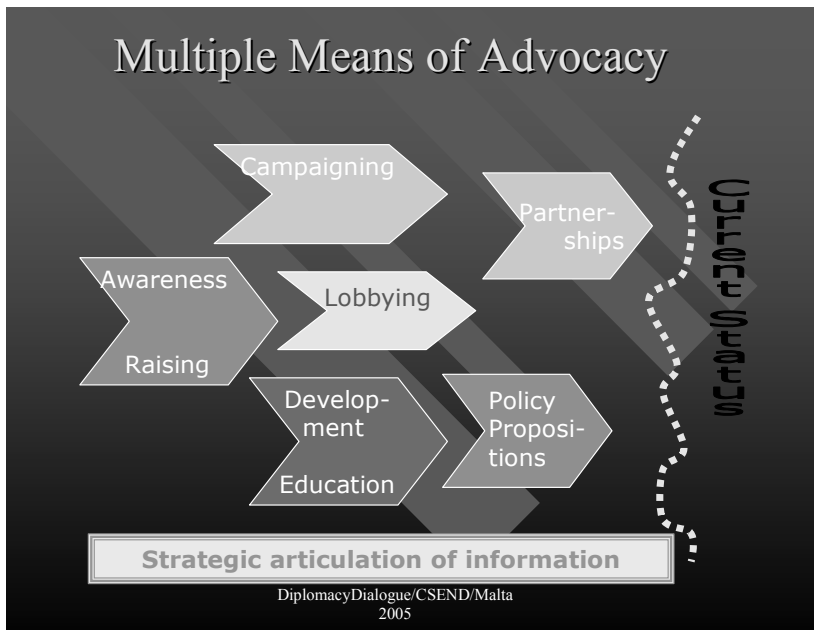 Multiple Means of Advocacy
Campaigning
Partner-
ships
Awareness
Raising
Lobbying
Develop-
ment
Education
Policy
Proposi-
tions
Current Status
Strategic articulation of information
DiplomacyDialogue/CSEND/Malta
2005